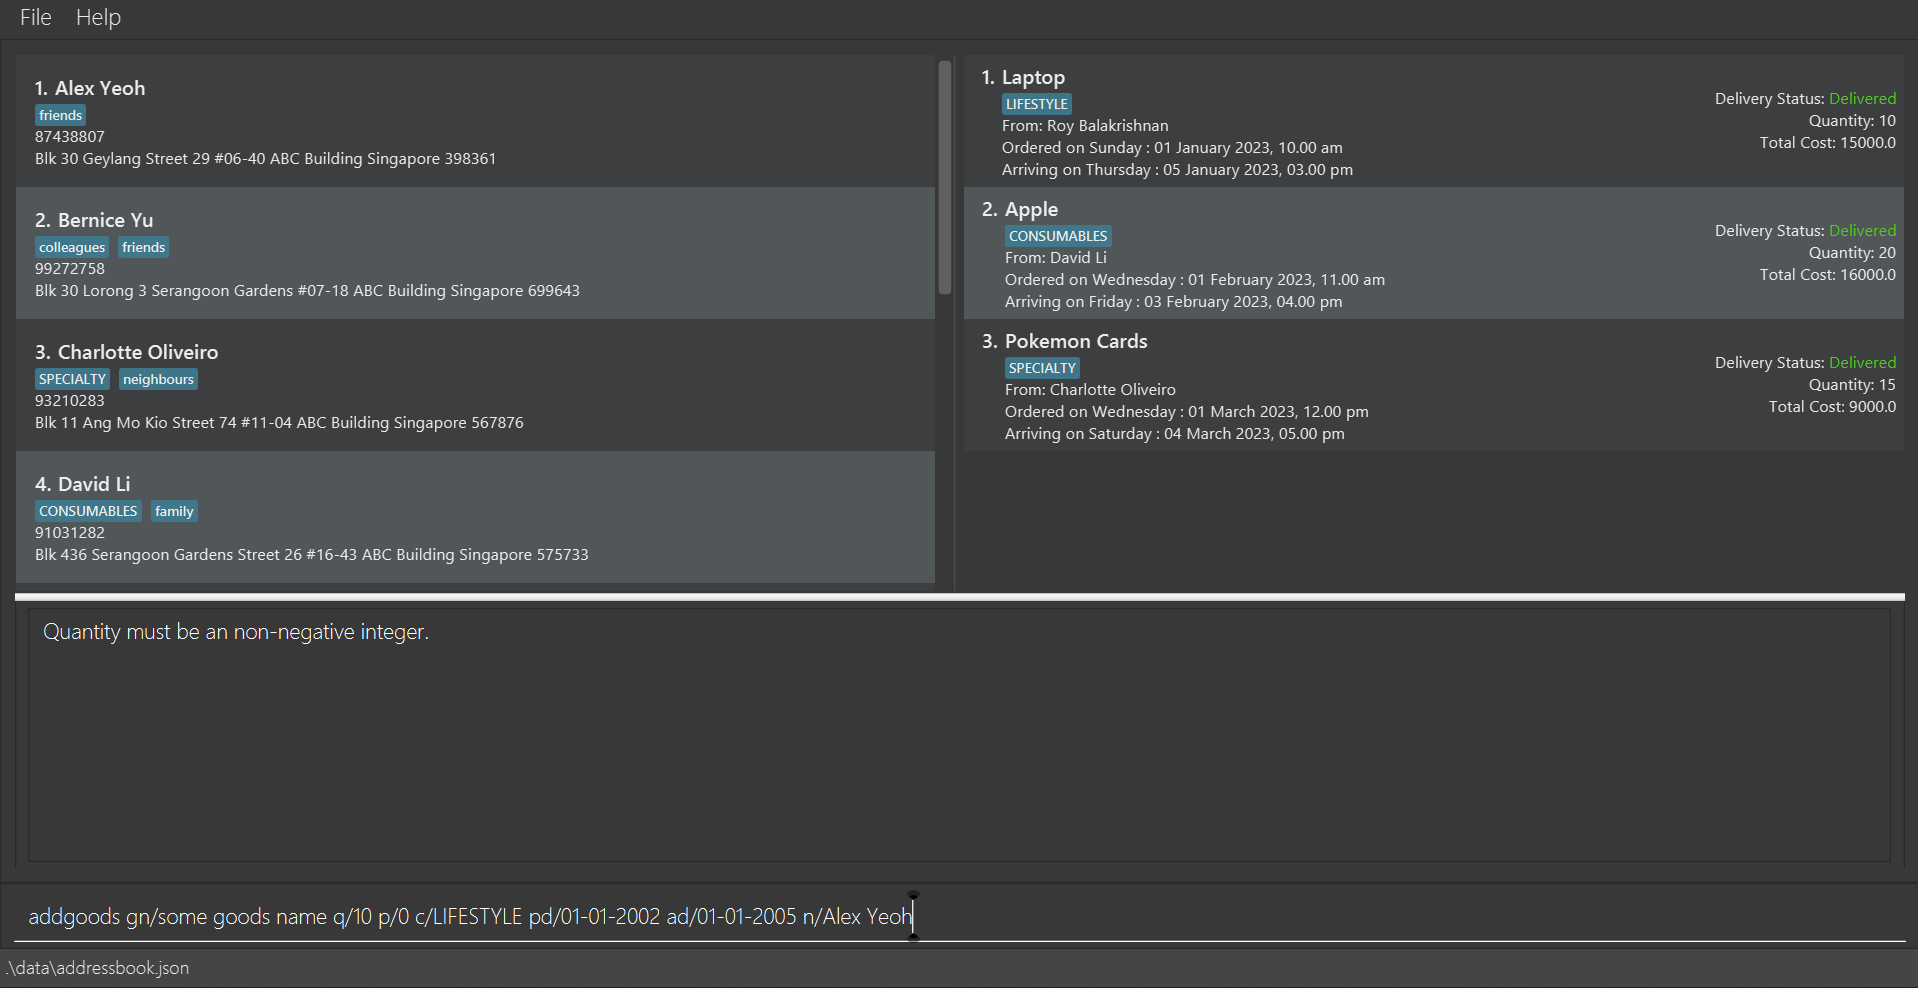 File Help
1. Alex Yeoh
friends
87438807
Blk 30 Geylang Street 29 #06-40 ABC Building Singapore 398361
2. Bernice Yu
colleagues friends
99272758
Blk 30 Lorong 3 Serangoon Gardens #07-18 ABC Building Singapore 699643
3. Charlotte Oliveiro
SPECIALTY neighbours
93210283
Blk 11 Ang Mo Kio Street 74 #11-04 ABC Building Singapore 567876
4. David Li
CONSUMABLES family
91031282
Blk 436 Serangoon Gardens Street 26 #16-43 ABC Building Singapore 575733
1. Laptop
LIFESTYLE
From: Roy Balakrishnan
Ordered on Sunday : 01 January 2023, 10.00 am
Arriving on Thursday : 05 January 2023, 03.00 pm
Delivery Status: Delivered
Quantity: 10
Total Cost: 15000.0
2. Apple
CONSUMABLES
From: David Li
Ordered on Wednesday : 01 February 2023, 11.00 am
Arriving on Friday : 03 February 2023, 04.00 pm
Delivery Status: Delivered
Quantity: 20
Total Cost: 16000.0
3. Pokemon Cards
SPECIALTY
From: Charlotte Oliveiro
Ordered on Wednesday : 01 March 2023, 12.00 pm
Arriving on Saturday : 04 March 2023, 05.00 pm
Delivery Status: Delivered
Quantity: 15
Total Cost: 9000.0
Quantity must be an non-negative integer.
addgoods gn/some goods name q/10 p/0 c/LIFESTYLE pd/01-01-2002 ad/01-01-2005 n/Alex Yeoh
.\data\addressbook.json